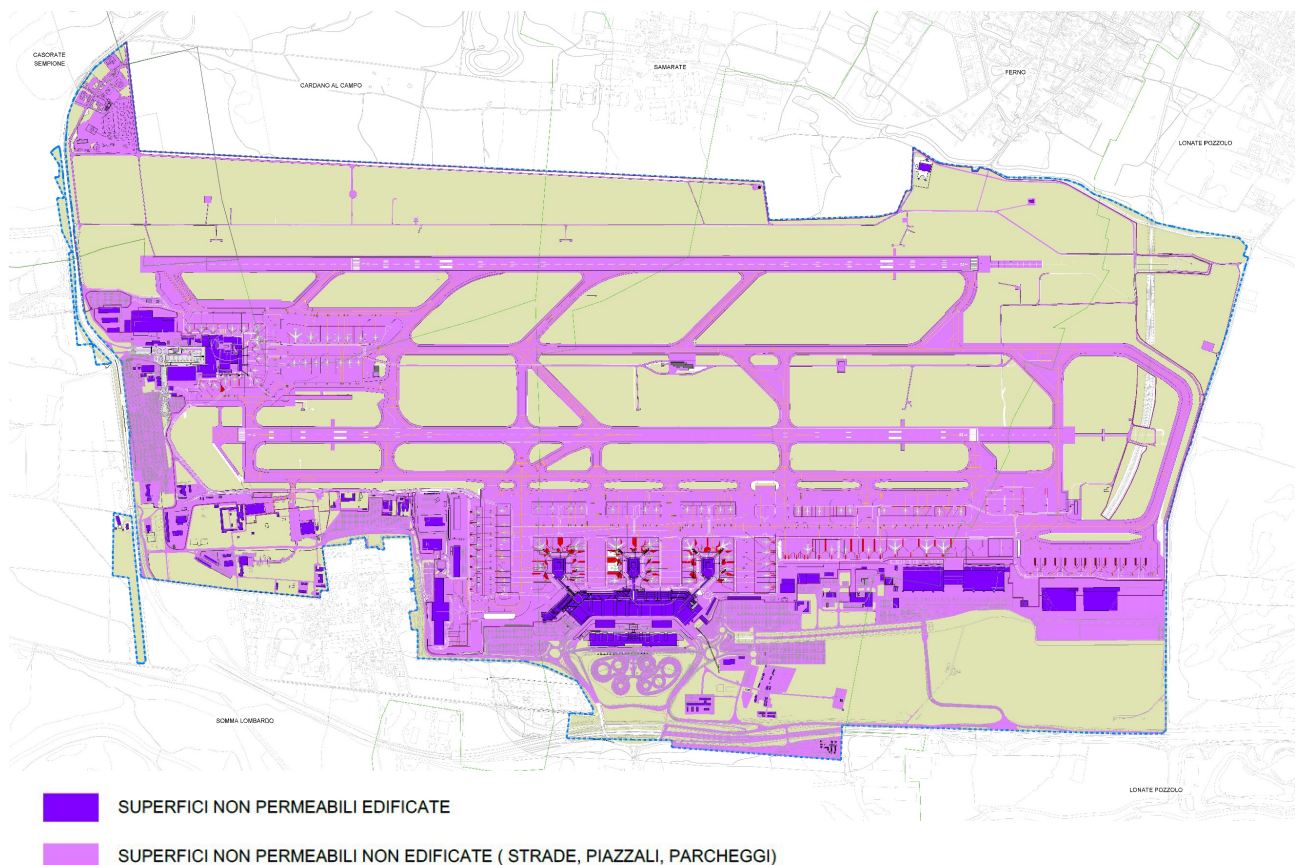 CASORATE
SEMPIONE
CARDANO AL CAMPO
SAMARATE
FERNO
LONATE POZZOLO
SOMMA LOMBARDO
LONATE POZZOLO
SUPERFICI NON PERMEABILI EDIFICATE
SUPERFICI NON PERMEABILI NON EDIFICATE ( STRADE, PIAZZALI, PARCHEGGI)